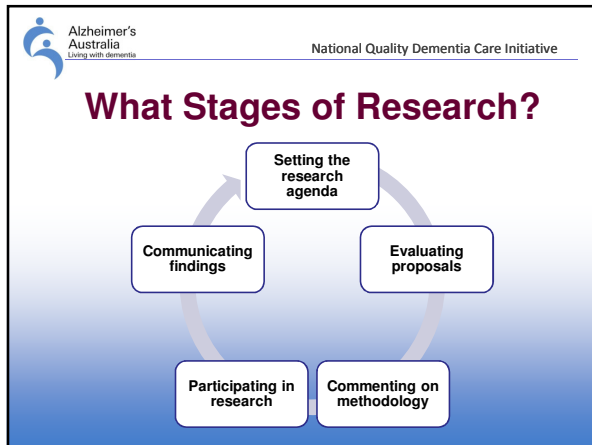 Alzheimer's
Australia
Living with dementia
National Quality Dementia Care Initiative
What Stages of Research?
Setting the
research
agenda
Evaluating
proposals
Commenting on
methodology
Participating in
research
Communicating
findings